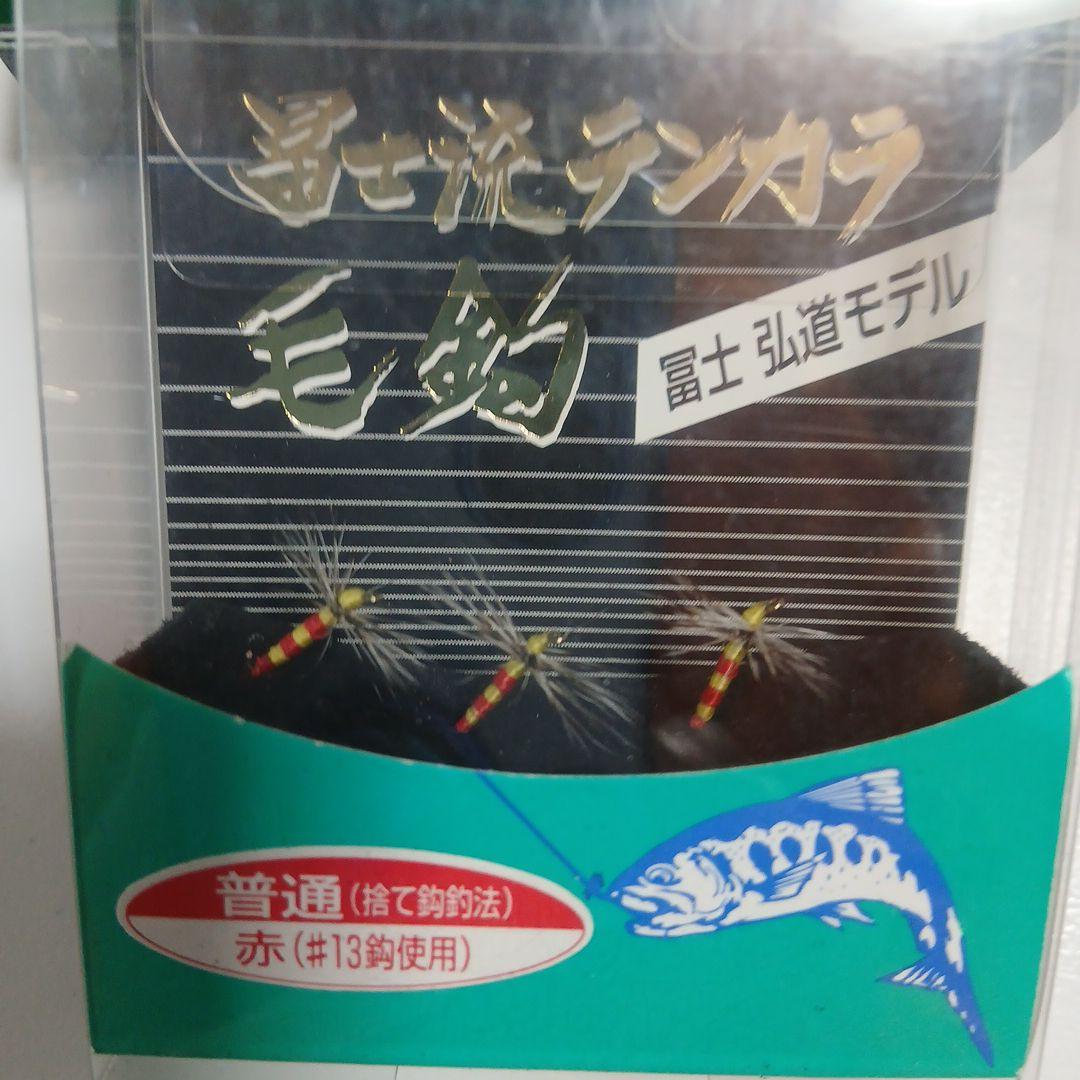 冨士流テンカラ
毛鈎
冨士 弘道モデル
普通(捨て鈎釣法)
赤(#13鈎使用)